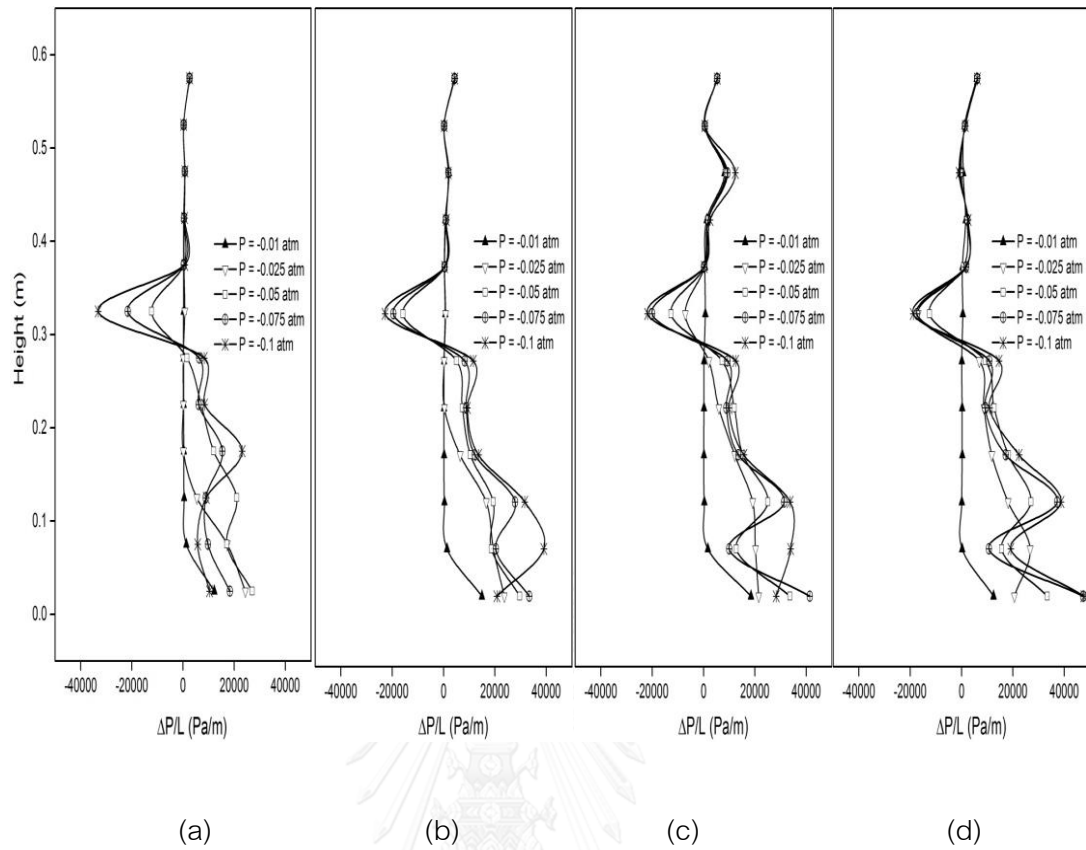 0.6
0.5
0.4
0.3
0.2
0.1
0.0
Height (m)
P = -0.01 atm
P = -0.025 atm
P = -0.05 atm
P = -0.075 atm
P = -0.1 atm
P = -0.01 atm
P = -0.025 atm
P = -0.05 atm
P = -0.075 atm
P = -0.1 atm
P = -0.01 atm
P = -0.025 atm
P = -0.05 atm
P = -0.075 atm
P = -0.1 atm
P = -0.01 atm
P = -0.025 atm
P = -0.05 atm
P = -0.075 atm
P = -0.1 atm
-40000 -20000 0 20000 40000
-40000 -20000 0 20000 40000
-40000 -20000 0 20000 40000
-40000 -20000 0 20000 40000
ΔP/L (Pa/m)
ΔP/L (Pa/m)
ΔP/L (Pa/m)
ΔP/L (Pa/m)
(a) (b) (c) (d)